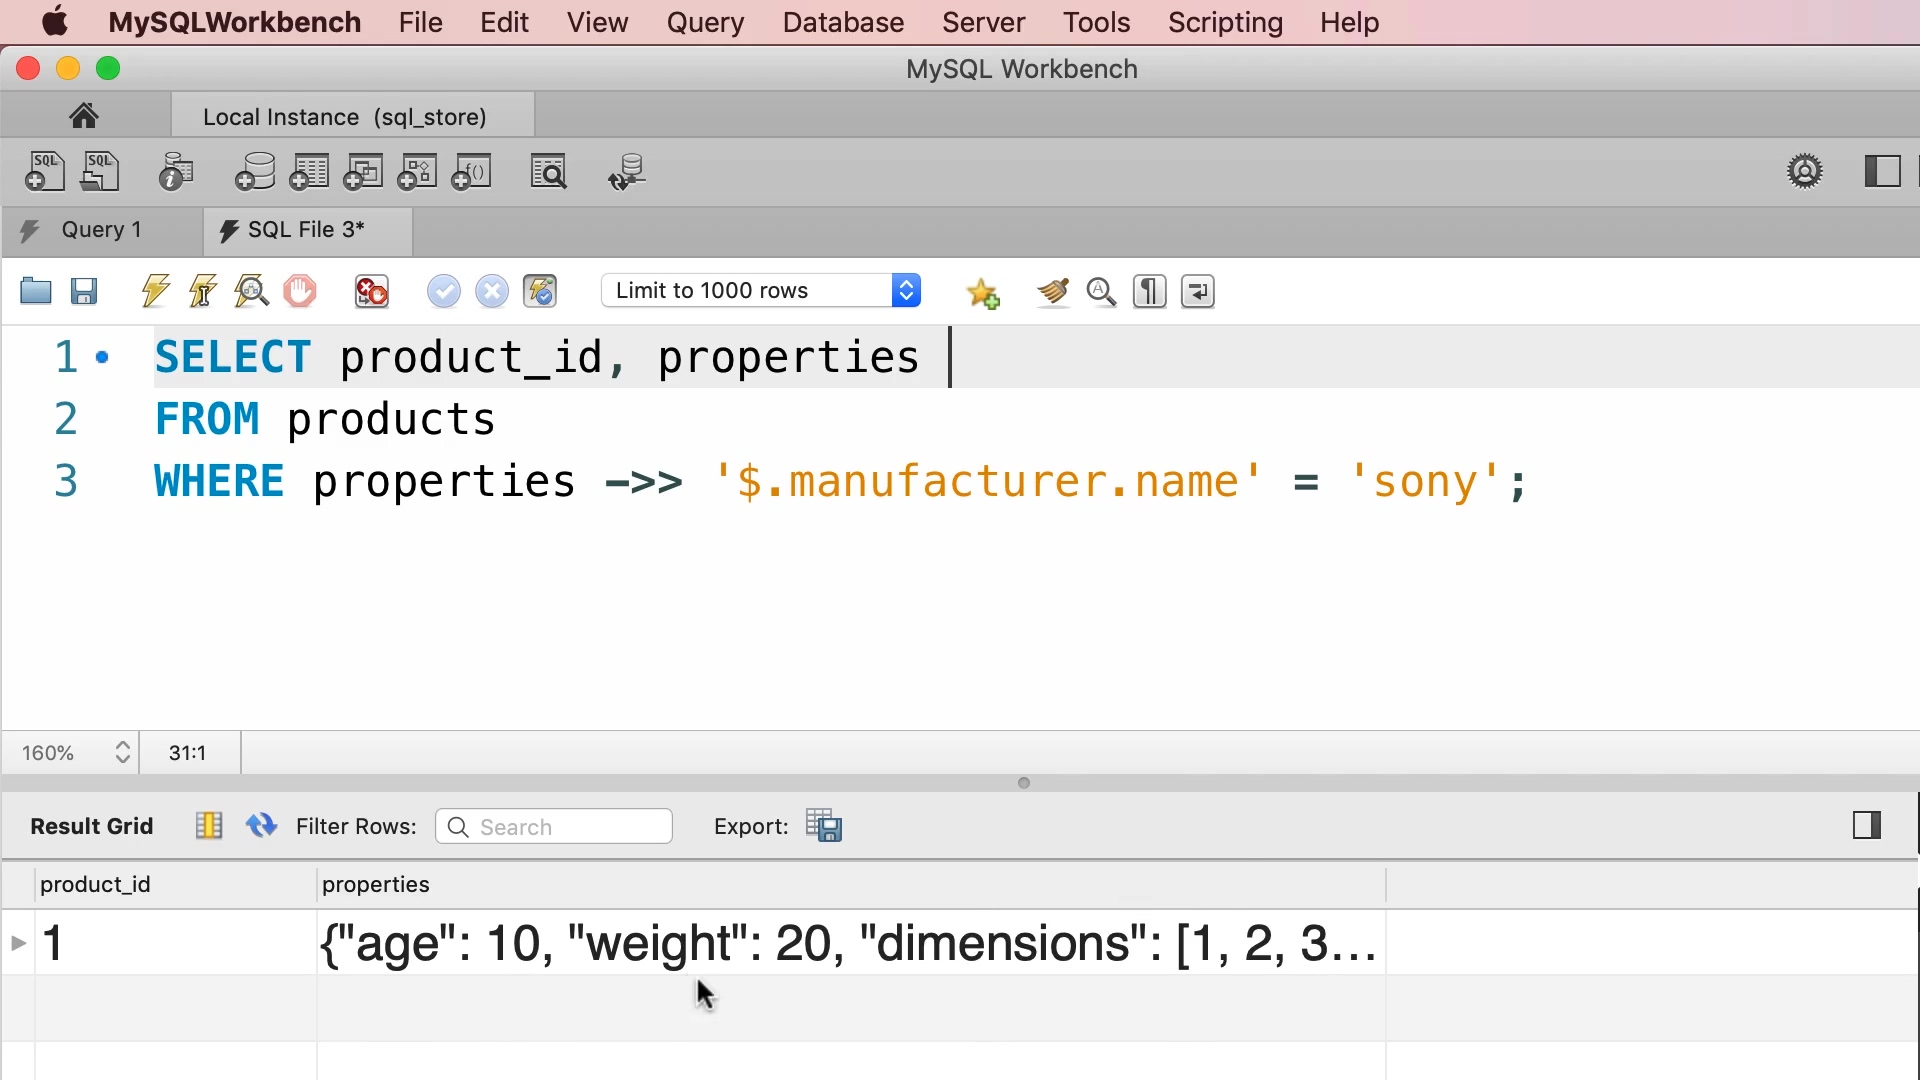 MySQLWorkbench File Edit View Query Database Server Tools Scripting Help
MySQL Workbench
Local Instance (sql_store)
SQL SQL f()
Query 1 SQL File 3*
Limit to 1000 rows
1 SELECT product_id, properties
2 FROM products
3 WHERE properties ->> '$.manufacturer.name' = 'sony';
160% 31:1
Result Grid Filter Rows: Search Export:
product_id properties
1 {"age": 10, "weight": 20, "dimensions": [1, 2, 3...